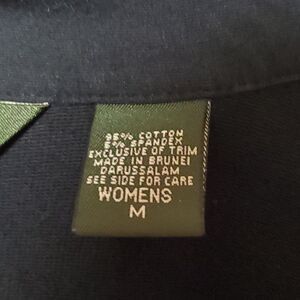 95% COTTON
5% SPANDEX
EXCLUSIVE OF TRIM
MADE IN BRUNEI
DARUSSALAM
SEE SIDE FOR CARE
WOMENS
M